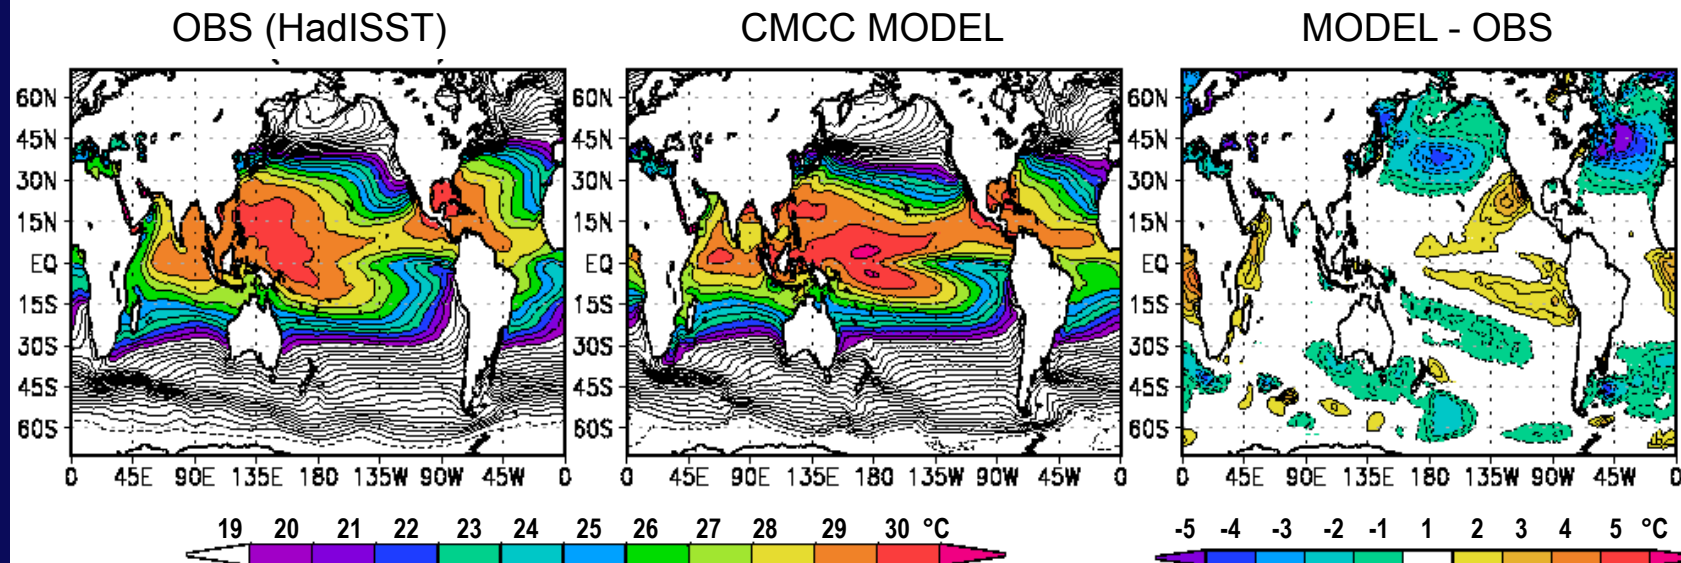 OBS (HadISST) CMCC MODEL MODEL - OBS
60N 60N 60N
45N 45N 45N
30N 30N 30N
15N 15N 15N
EQ EQ EQ
15S 15S 15S
30S 30S 30S
45S 45S 45S
60S 60S 60S
0 45E 90E 135E 180 135W 90W 45W 0 0 45E 90E 135E 180 135W 90W 45W 0 0 45E 90E 135E 180 135W 90W 45W 0
19 20 21 22 23 24 25 26 27 28 29 30 °C -5 -4 -3 -2 -1 1 2 3 4 5 °C